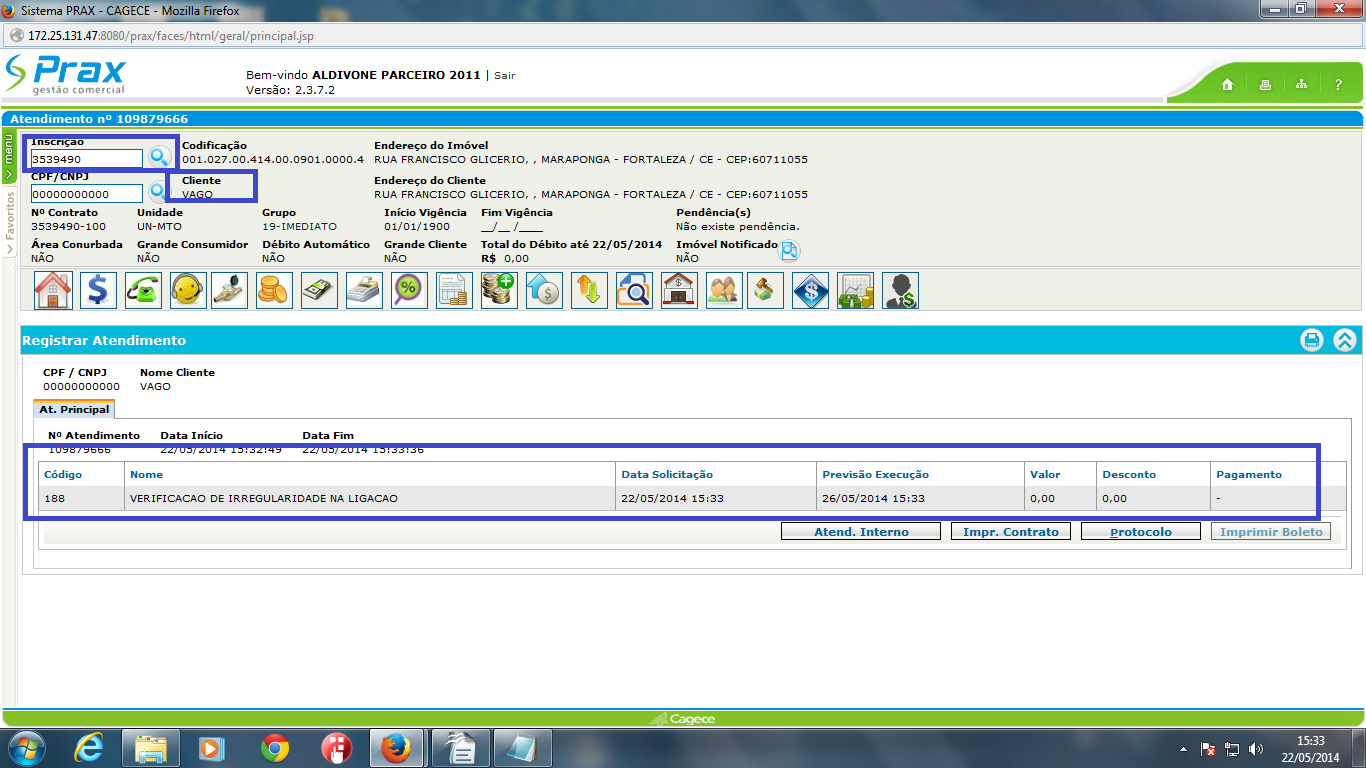 Sistema PRAX - CAGECE - Mozilla Firefox
172.25.131.47:8080/prax/faces/html/geral/principal.jsp
Prax
gestão comercial
Bem-vindo ALDIVONE PARCEIRO 2011 | Sair
Versão: 2.3.7.2
?
Atendimento nº 109879666
menu
Favoritos
Inscrição
3539490
Codificação
001.027.00.414.00.0901.0000.4
Endereço do Imóvel
RUA FRANCISCO GLICERIO, , MARAPONGA - FORTALEZA / CE - CEP:60711055
CPF/CNPJ
00000000000
Cliente
VAGO
Endereço do Cliente
RUA FRANCISCO GLICERIO, , MARAPONGA - FORTALEZA / CE - CEP:60711055
Nº Contrato Unidade Grupo Início Vigência Fim Vigência Pendência(s)
3539490-100 UN-MTO 19-IMEDIATO 01/01/1900 __/__ /____ Não existe pendência.
Área Conurbada Grande Consumidor Débito Automático Grande Cliente Total do Débito até 22/05/2014 Imóvel Notificado
NÃO NÃO NÃO NÃO R$ 0,00 NÃO
Registrar Atendimento
CPF / CNPJ Nome Cliente
00000000000 VAGO
At. Principal
Nº Atendimento Data Início Data Fim
109879666 22/05/2014 15:32:49 22/05/2014 15:33:36
Código Nome Data Solicitação Previsão Execução Valor Desconto Pagamento
188 VERIFICACAO DE IRREGULARIDADE NA LIGACAO 22/05/2014 15:33 26/05/2014 15:33 0,00 0,00 -
Atend. Interno Impr. Contrato Protocolo Imprimir Boleto
Cagece
15:33
22/05/2014